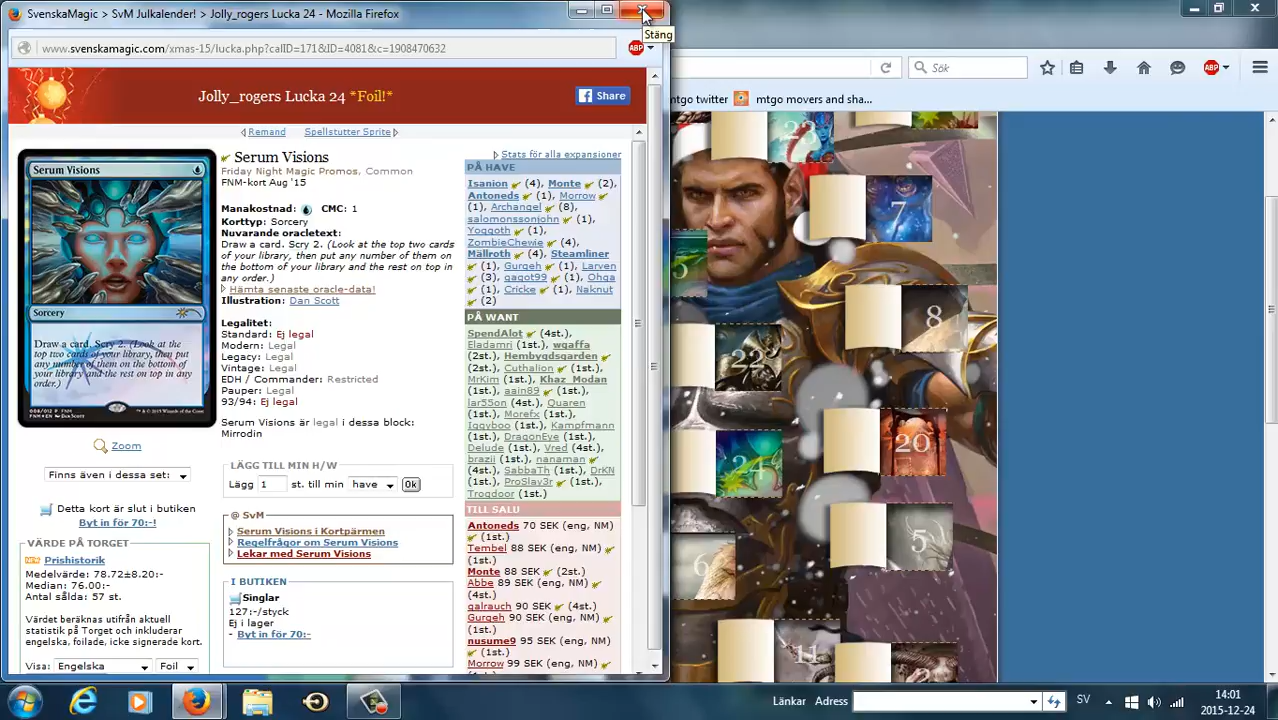 SvenskaMagic > SvM Julkalender! > Jolly_rogers Lucka 24 - Mozilla Firefox
Stäng
www.svenskamagic.com/xmas-15/lucka.php?callD=171&ID=4081&c=1908470632
ABP
Sök
ABP
mtgo twitter
mtgo movers and sha...
Jolly_rogers Lucka 24 *Foil!*
Share
Remand
Spellstutter Sprite
Serum Visions
Sorcery
Draw a card. Scry 2. (Look at the
top two cards of your library, then put
any number of them on the bottom of
your library and the rest on top in any
order.)
Zoom
Finns även i dessa set:
Detta kort är slut i butiken
Byt in för 70:-!
VÄRDE PÅ TORGET
Prishistorik
Medelvärde: 78.72±8.20:-
Median: 76.00:-
Antal sålda: 57 st.
Värdet beräknas utifrån aktuell
statistik på Torget och inkluderar
engelska, foilade, icke signerade kort.
Visa: Engelska Foil
Serum Visions
Friday Night Magic Promos, Common
FNM-kort Aug '15
Manakostnad: CMC: 1
Korttyp: Sorcery
Nuvarande oracletext:
Draw a card. Scry 2. (Look at the top two cards
of your library, then put any number of them on
the bottom of your library and the rest on top in
any order.)
Hämta senaste oracle-data!
Illustration: Dan Scott
Legalitet:
Standard: Ej legal
Modern: Legal
Legacy: Legal
Vintage: Legal
EDH / Commander: Restricted
Pauper: Legal
93/94: Ej legal
Serum Visions är legal i dessa block:
Mirrodin
LÄGG TILL MIN H/W
Lägg 1 st. till min have Ok
@ SvM
Serum Visions i Kortpärmen
Regelfrågor om Serum Visions
Lekar med Serum Visions
I BUTIKEN
Singlar
127:-/styck
Ej i lager
- Byt in för 70:-
Stats för alla expansioner
PÅ HAVE
Isanion (4), Monte (2),
Antoneds (1), Morrow
(1), Archangel (8),
salomonssonjohn (1),
Yoggoth (1),
ZombieChewie (4),
Mällroth (4), Steamliner
(1), Gurgeh (1), Larven
(3), gagot99 (1), Ohga
(1), Cricke (1), Naknut
(2)
PÅ WANT
SpendAlot (4st.),
Eladamri (1st.), wgaffa
(2st.), Hembygdsgarden
(2st.), Cuthalion (1st.),
MrKim (1st.), Khaz_Modan
(1st.), aain89 (1st.),
lar55on (4st.), Quaren
(2st.), Morefx (1st.),
Iggyboo (1st.), Kampfmann
(1st.), DragonEye (1st.),
Delude (1st.), Vred (4st.),
brazii (1st.), nanaman
(4st.), SabbaTh (1st.), DrKN
(1st.), ProSlav3r (1st.),
Trogdoor (1st.)
TILL SALU
Antoneds 70 SEK (eng, NM)
(1st.)
Tembel 88 SEK (eng, NM)
(1st.)
Monte 88 SEK (2st.)
Abbe 89 SEK (eng, NM)
(1st.)
galrauch 90 SEK (4st.)
Gurgeh 90 SEK (eng, NM)
(1st.)
nusume9 95 SEK (eng, NM)
(1st.)
Morrow 99 SEK (eng, NM)
23
7
8
22
20
24
5
6
11
Länkar
Adress
SV
14:01
2015-12-24